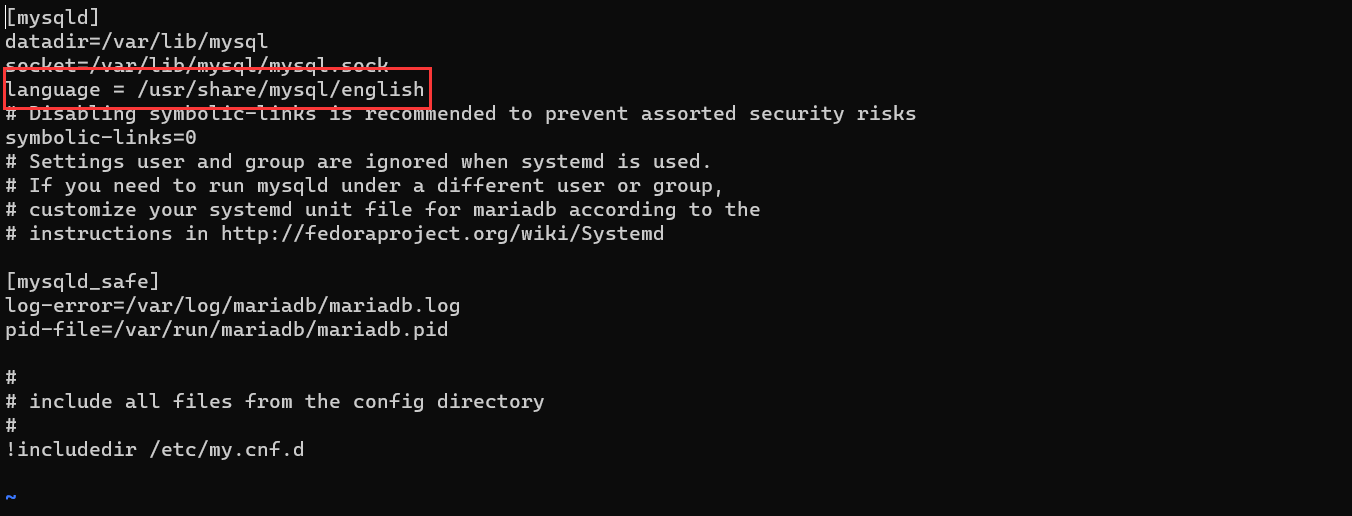 [mysqld]
datadir=/var/lib/mysql
socket=/var/lib/mysql/mysql.sock
language = /usr/share/mysql/english
# Disabling symbolic-links is recommended to prevent assorted security risks
symbolic-links=0
# Settings user and group are ignored when systemd is used.
# If you need to run mysqld under a different user or group,
# customize your systemd unit file for mariadb according to the
# instructions in http://fedoraproject.org/wiki/Systemd

[mysqld_safe]
log-error=/var/log/mariadb/mariadb.log
pid-file=/var/run/mariadb/mariadb.pid

#
# include all files from the config directory
#
!includedir /etc/my.cnf.d

~